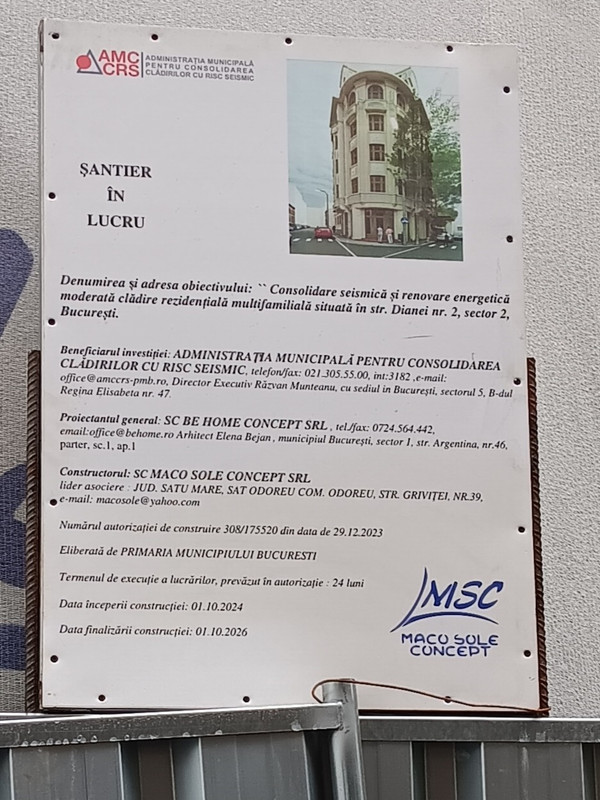 AMC
CRS
ADMINISTRAȚIA MUNICIPALĂ
PENTRU CONSOLIDAREA
CLĂDIRILOR CU RISC SEISMIC
ȘANTIER
ÎN
LUCRU
Denumirea și adresa obiectivului: `` Consolidare seismică și renovare energetică
moderată clădire rezidențială multifamilială situată în str. Dianei nr. 2, sector 2,
București.
Beneficiarul investiției: ADMINISTRAȚIA MUNICIPALĂ PENTRU CONSOLIDAREA
CLĂDIRILOR CU RISC SEISMIC, telefon/fax: 021.305.55.00, int:3182 ,e-mail:
office@amccrs-pmb.ro, Director Executiv Răzvan Munteanu, cu sediul in București, sectorul 5, B-dul
Regina Elisabeta nr. 47.
Proiectantul general: SC BE HOME CONCEPT SRL , tel./fax: 0724.564.442,
email:office@behome.ro Arhitect Elena Bejan , municipiul București, sector 1, str. Argentina, nr.46,
parter, sc.1, ap.1
Constructorul: SC MACO SOLE CONCEPT SRL
lider asociere : JUD. SATU MARE, SAT ODOREU COM. ODOREU, STR. GRIVIȚEI, NR.39,
e-mail: macosole@yahoo.com
Numărul autorizației de construire 308/175520 din data de 29.12.2023
Eliberată de PRIMARIA MUNICIPIULUI BUCURESTI
Termenul de execuție a lucrărilor, prevăzut în autorizație : 24 luni
Data începerii construcției: 01.10.2024
Data finalizării construcției: 01.10.2026
MSC
MACO SOLE
CONCEPT